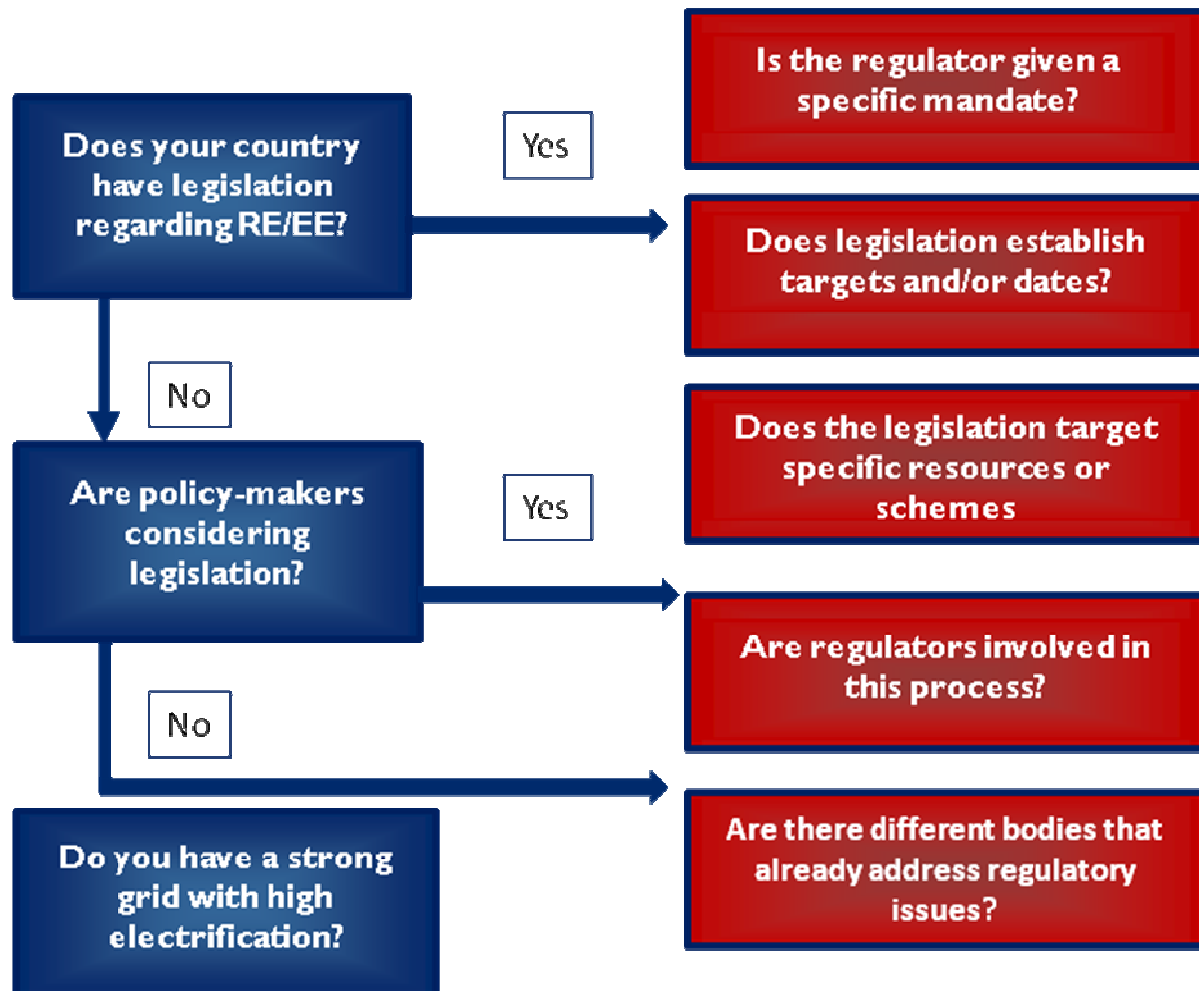 Does your country
have legislation
regarding RE/EE?
Yes
Is the regulator given a
specific mandate?
Does legislation establish
targets and/or dates?
Does the legislation target
specific resources or
schemes
No
Are policy-makers
considering
legislation?
Yes
Are regulators involved in
this process?
No
Are there different bodies that
already address regulatory
issues?
Do you have a strong
grid with high
electrification?